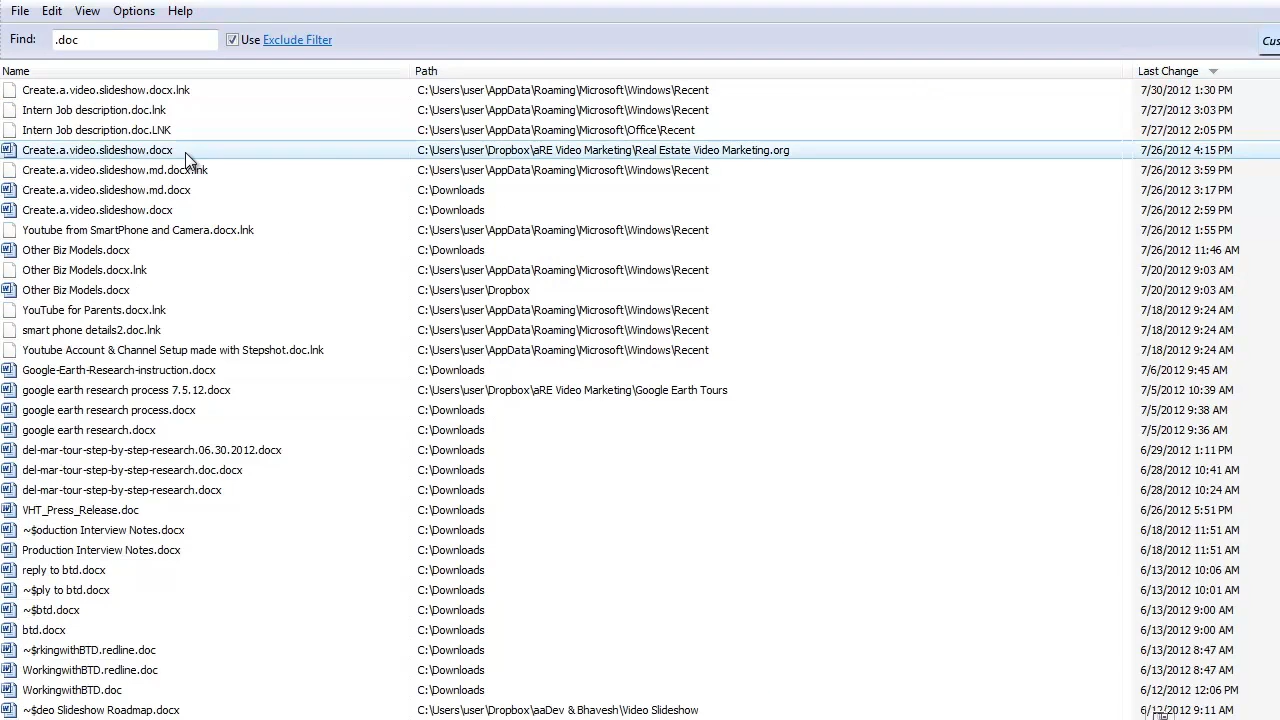 File Edit View Options Help
Find: .doc Use Exclude Filter
Cus
Name Path Last Change
Create.a.video.slideshow.docx.lnk C:\Users\user\AppData\Roaming\Microsoft\Windows\Recent 7/30/2012 1:30 PM
Intern Job description.doc.lnk C:\Users\user\AppData\Roaming\Microsoft\Windows\Recent 7/27/2012 3:03 PM
Intern Job description.doc.LNK C:\Users\user\AppData\Roaming\Microsoft\Office\Recent 7/27/2012 2:05 PM
Create.a.video.slideshow.docx C:\Users\user\Dropbox\aRE Video Marketing\Real Estate Video Marketing.org 7/26/2012 4:15 PM
Create.a.video.slideshow.md.docx.lnk C:\Users\user\AppData\Roaming\Microsoft\Windows\Recent 7/26/2012 3:59 PM
Create.a.video.slideshow.md.docx C:\Downloads 7/26/2012 3:17 PM
Create.a.video.slideshow.docx C:\Downloads 7/26/2012 2:59 PM
Youtube from SmartPhone and Camera.docx.lnk C:\Users\user\AppData\Roaming\Microsoft\Windows\Recent 7/26/2012 1:55 PM
Other Biz Models.docx C:\Downloads 7/26/2012 11:46 AM
Other Biz Models.docx.lnk C:\Users\user\AppData\Roaming\Microsoft\Windows\Recent 7/20/2012 9:03 AM
Other Biz Models.docx C:\Users\user\Dropbox 7/20/2012 9:03 AM
YouTube for Parents.docx.lnk C:\Users\user\AppData\Roaming\Microsoft\Windows\Recent 7/18/2012 9:24 AM
smart phone details2.doc.lnk C:\Users\user\AppData\Roaming\Microsoft\Windows\Recent 7/18/2012 9:24 AM
Youtube Account & Channel Setup made with Stepshot.doc.lnk C:\Users\user\AppData\Roaming\Microsoft\Windows\Recent 7/18/2012 9:24 AM
Google-Earth-Research-instruction.docx C:\Downloads 7/6/2012 9:45 AM
google earth research process 7.5.12.docx C:\Users\user\Dropbox\aRE Video Marketing\Google Earth Tours 7/5/2012 10:39 AM
google earth research process.docx C:\Downloads 7/5/2012 9:38 AM
google earth research.docx C:\Downloads 7/5/2012 9:36 AM
del-mar-tour-step-by-step-research.06.30.2012.docx C:\Downloads 6/29/2012 1:11 PM
del-mar-tour-step-by-step-research.doc.docx C:\Downloads 6/28/2012 10:41 AM
del-mar-tour-step-by-step-research.docx C:\Downloads 6/28/2012 10:24 AM
VHT_Press_Release.doc C:\Downloads 6/26/2012 5:51 PM
~$oduction Interview Notes.docx C:\Downloads 6/18/2012 11:51 AM
Production Interview Notes.docx C:\Downloads 6/18/2012 11:51 AM
reply to btd.docx C:\Downloads 6/13/2012 10:06 AM
~$ply to btd.docx C:\Downloads 6/13/2012 10:01 AM
~$btd.docx C:\Downloads 6/13/2012 9:00 AM
btd.docx C:\Downloads 6/13/2012 9:00 AM
~$rkingwithBTD.redline.doc C:\Downloads 6/13/2012 8:47 AM
WorkingwithBTD.redline.doc C:\Downloads 6/13/2012 8:47 AM
WorkingwithBTD.doc C:\Downloads 6/12/2012 12:06 PM
~$deo Slideshow Roadmap.docx C:\Users\user\Dropbox\aaDev & Bhavesh\Video Slideshow 6/12/2012 9:11 AM